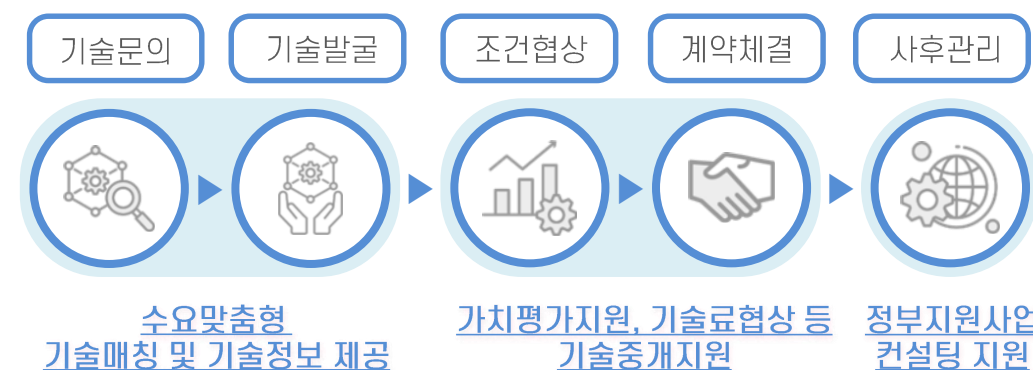 기술문의
기술발굴
조건협상
계약체결
사후관리
수요맞춤형
기술매칭 및 기술정보 제공
가치평가지원, 기술료협상 등
기술중개지원
정부지원사업
컨설팅 지원